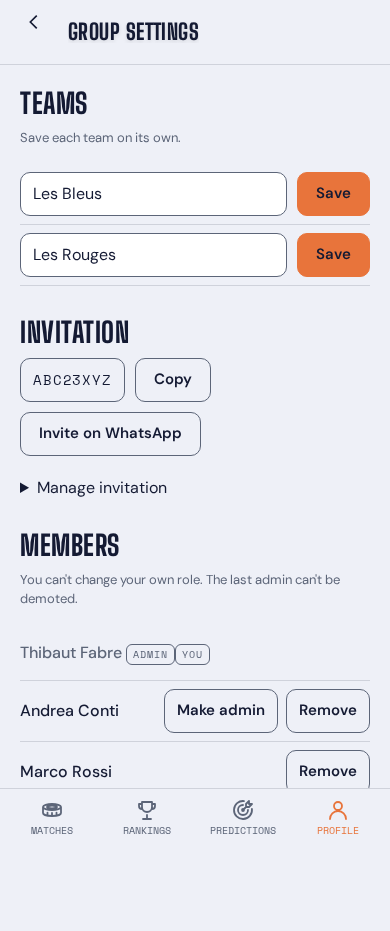 GROUP SETTINGS
TEAMS
Save each team on its own.
Les Bleus
Save
Les Rouges
Save
INVITATION
ABC23XYZ
Copy
Invite on WhatsApp
Manage invitation
MEMBERS
You can't change your own role. The last admin can't be
demoted.
Thibaut Fabre ADMIN YOU
Andrea Conti
Make admin
Remove
Marco Rossi
Remove
MATCHES
RANKINGS
PREDICTIONS
PROFILE